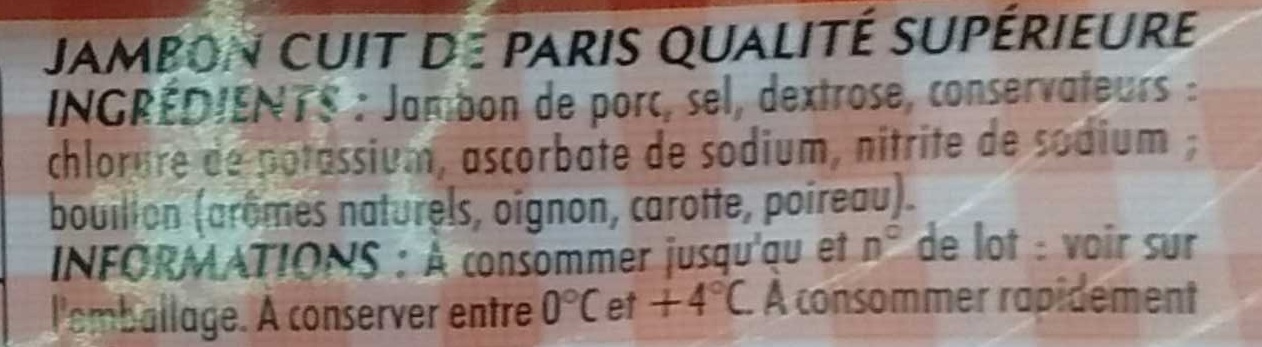 JAMBON CUIT DE PARIS QUALITÉ SUPÉRIEURE
INGRÉDIENTS : Jambon de porc, sel, dextrose, conservateurs :
chlorure de potassium, ascorbate de sodium, nitrite de sodium ;
bouillon (arômes naturels, oignon, carotte, poireau).
INFORMATIONS : À consommer jusqu'au et n° de lot : voir sur
l'emballage. À conserver entre 0°C et +4°C. À consommer rapidement